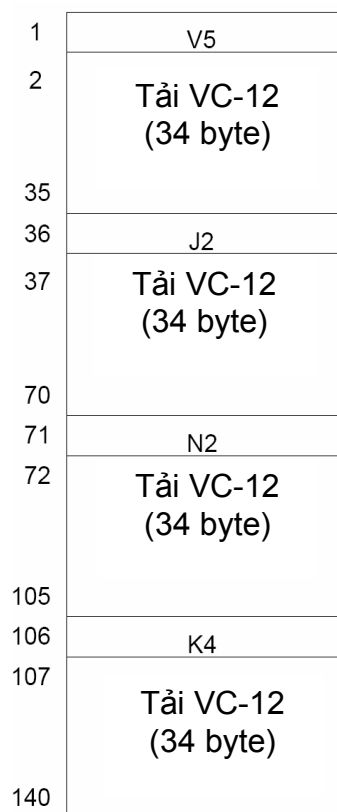 1
V5
2
Tải VC-12
(34 byte)
35
36
J2
37
Tải VC-12
(34 byte)
70
71
N2
72
Tải VC-12
(34 byte)
105
106
K4
107
Tải VC-12
(34 byte)
140